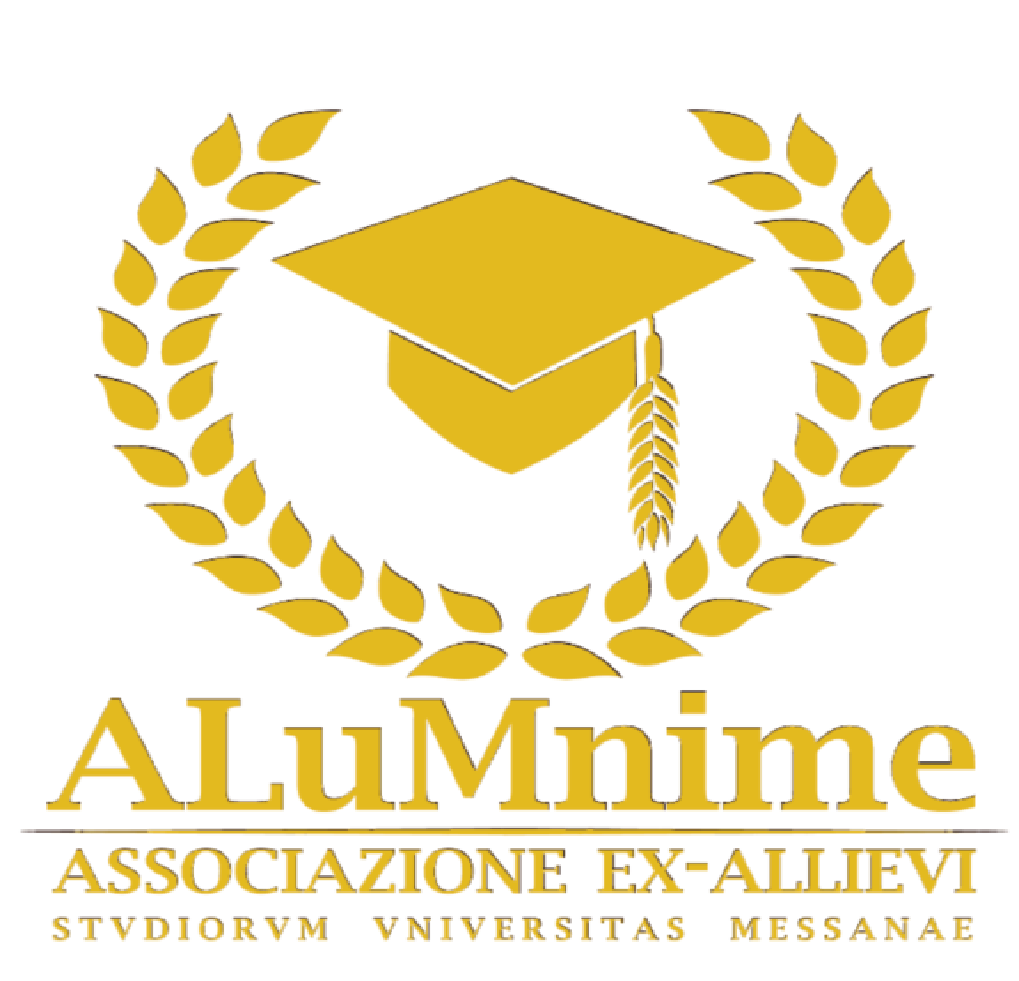 ALuMnime
ASSOCIAZIONE EX-ALLIEVI
STVDIORVM VNIVERSITAS MESSANAE